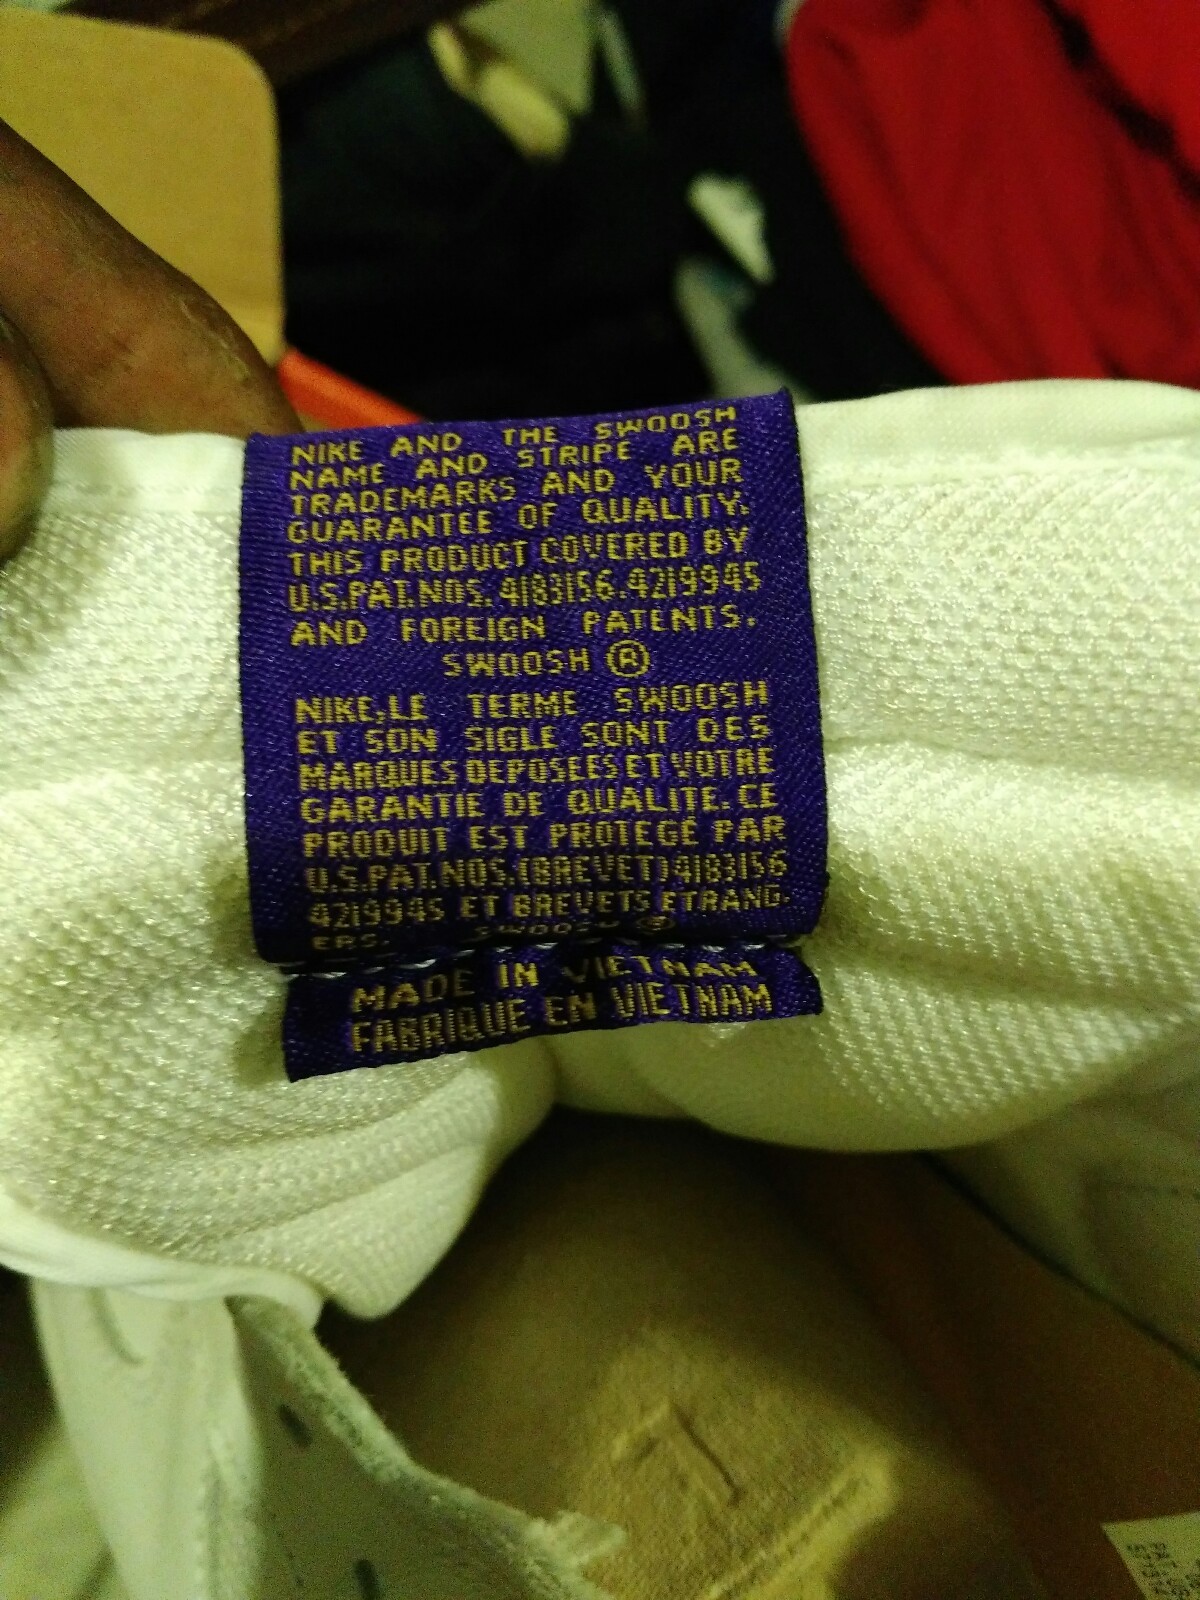 NIKE AND THE SWOOSH
NAME AND STRIPE ARE
TRADEMARKS AND YOUR
GUARANTEE OF QUALITY.
THIS PRODUCT COVERED BY
U.S.PAT.NOS. 4183156.4219945
AND FOREIGN PATENTS.
SWOOSH ®
NIKE,LE TERME SWOOSH
ET SON SIGLE SONT DES
MARQUES DEPOSEES ET VOTRE
GARANTIE DE QUALITE. CE
PRODUIT EST PROTEGÉ PAR
U.S.PAT.NOS.(BREVET)4183156
4219945 ET BREVETS ETRANG-
ERS. SWOOSH ®
MADE IN VIETNAM
FABRIQUE EN VIETNAM